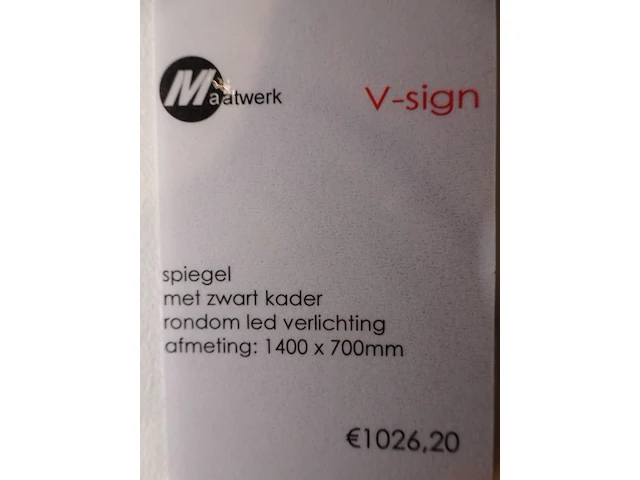 Maatwerk
V-sign
spiegel
met zwart kader
rondom led verlichting
afmeting: 1400 x 700mm
€1026,20